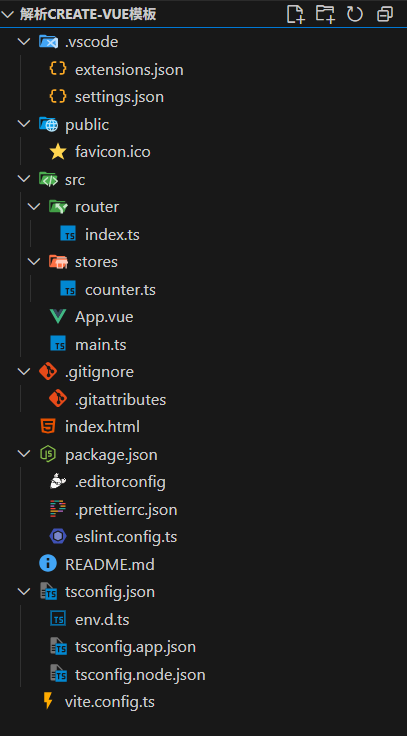 解析CREATE-VUE模板
.vscode
extensions.json
settings.json
public
favicon.ico
src
router
index.ts
stores
counter.ts
App.vue
main.ts
.gitignore
.gitattributes
index.html
package.json
.editorconfig
.prettierrc.json
eslint.config.ts
README.md
tsconfig.json
env.d.ts
tsconfig.app.json
tsconfig.node.json
vite.config.ts